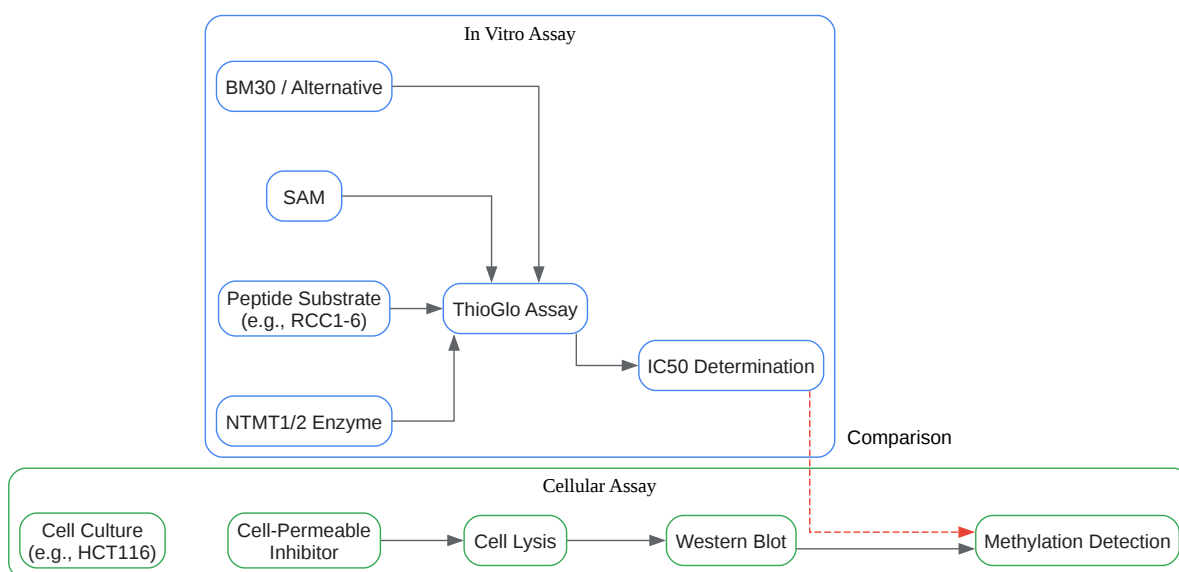 In Vitro Assay
BM30 / Alternative
SAM
Peptide Substrate
(e.g., RCC1-6)
ThioGlo Assay
IC50 Determination
NTMT1/2 Enzyme
Comparison
Cellular Assay
Cell Culture
(e.g., HCT116)
Cell-Permeable
Inhibitor
Cell Lysis
Western Blot
Methylation Detection